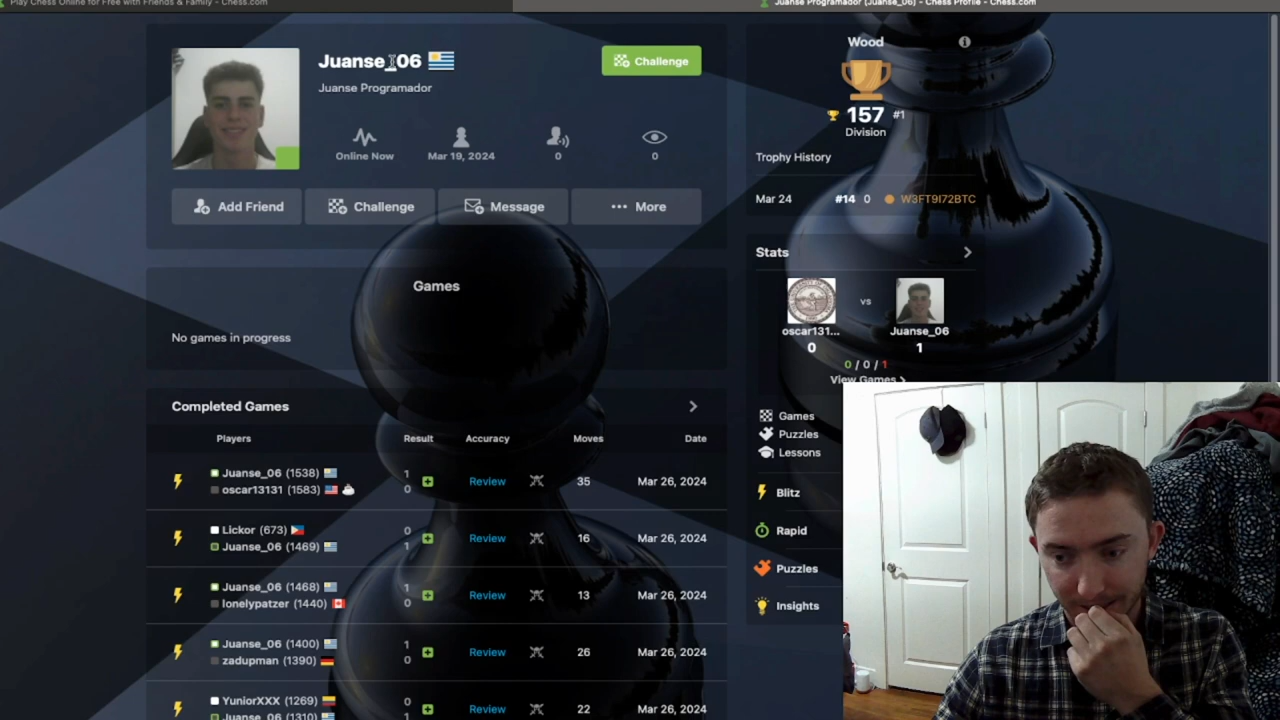 Play Chess Online for Free with Friends & Family - Chess.com
Juanse Programador (Juanse_06) - Chess Profile - Chess.com
Juanse_06
Challenge
Juanse Programador
Online Now
Mar 19, 2024
0
0
Add Friend
Challenge
Message
More
Games
No games in progress
Completed Games
Players Result Accuracy Moves Date
Juanse_06 (1538) 1
oscar13131 (1583) 0
Review 35 Mar 26, 2024
Lickor (673) 0
Juanse_06 (1469) 1
Review 16 Mar 26, 2024
Juanse_06 (1468) 1
lonelypatzer (1440) 0
Review 13 Mar 26, 2024
Juanse_06 (1400) 1
zadupman (1390) 0
Review 26 Mar 26, 2024
YuniorXXX (1269) 0
Juanse_06 (1310) 1
Review 22 Mar 26, 2024
Wood
157 #1
Division
Trophy History
Mar 24 #14 0 W3FT9I72BTC
Stats
vs
oscar131... Juanse_06
0 1
0 / 0 / 1
View Games
Games
Puzzles
Lessons
Blitz
Rapid
Puzzles
Insights